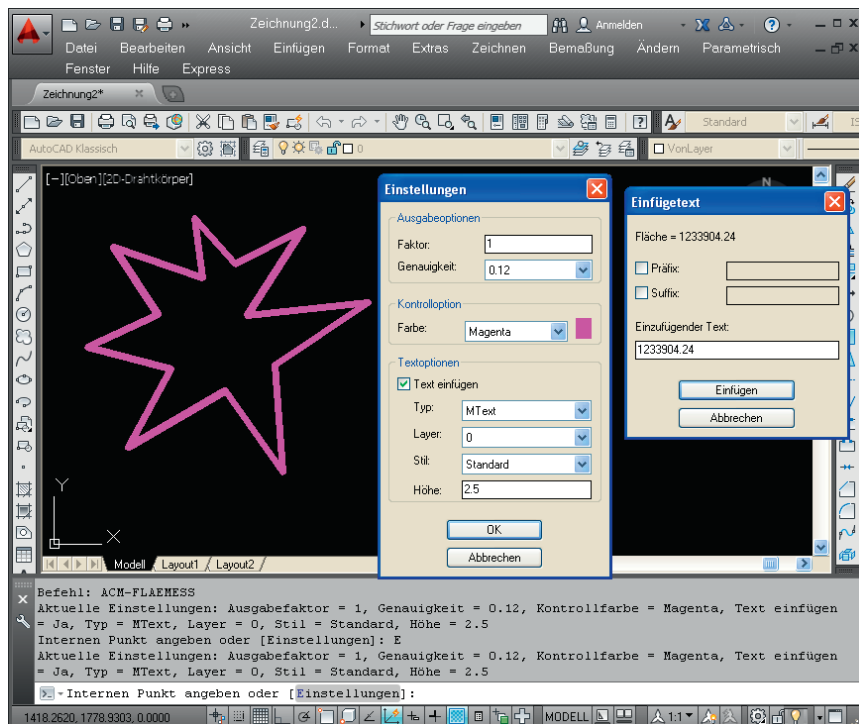 Zeichnung2.d...
Stichwort oder Frage eingeben
Anmelden
Datei Bearbeiten Ansicht Einfügen Format Extras Zeichnen Bemaßung Ändern Parametrisch
Fenster Hilfe Express
Zeichnung2*
Standard
AutoCAD Klassisch
0
VonLayer
[–][Oben][2D-Drahtkörper]
N
Y
X
Einstellungen
Ausgabeoptionen
Faktor: 1
Genauigkeit: 0.12
Kontrolloption
Farbe: Magenta
Textoptionen
Text einfügen
Typ: MText
Layer: 0
Stil: Standard
Höhe: 2.5
OK
Abbrechen
Einfügetext
Fläche = 1233904.24
Präfix:
Suffix:
Einzufügender Text:
1233904.24
Einfügen
Abbrechen
Modell Layout1 Layout2
Befehl: ACM-FLAEMESS
Aktuelle Einstellungen: Ausgabefaktor = 1, Genauigkeit = 0.12, Kontrollfarbe = Magenta, Text einfügen
= Ja, Typ = MText, Layer = 0, Stil = Standard, Höhe = 2.5
Internen Punkt angeben oder [Einstellungen]: E
Aktuelle Einstellungen: Ausgabefaktor = 1, Genauigkeit = 0.12, Kontrollfarbe = Magenta, Text einfügen
= Ja, Typ = MText, Layer = 0, Stil = Standard, Höhe = 2.5
Internen Punkt angeben oder [Einstellungen]:
1418.2620, 1778.9303, 0.0000
MODELL
1:1